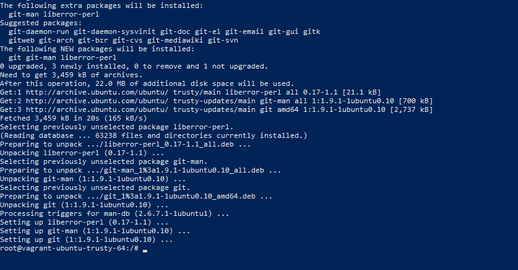 The following extra packages will be installed:
  git-man liberror-perl
Suggested packages:
  git-daemon-run git-daemon-sysvinit git-doc git-el git-email git-gui gitk
  gitweb git-arch git-bzr git-cvs git-mediawiki git-svn
The following NEW packages will be installed:
  git git-man liberror-perl
0 upgraded, 3 newly installed, 0 to remove and 1 not upgraded.
Need to get 3,459 kB of archives.
After this operation, 22.0 MB of additional disk space will be used.
Get:1 http://archive.ubuntu.com/ubuntu/ trusty/main liberror-perl all 0.17-1.1 [21.1 kB]
Get:2 http://archive.ubuntu.com/ubuntu/ trusty-updates/main git-man all 1:1.9.1-1ubuntu0.10 [700 kB]
Get:3 http://archive.ubuntu.com/ubuntu/ trusty-updates/main git amd64 1:1.9.1-1ubuntu0.10 [2,737 kB]
Fetched 3,459 kB in 20s (165 kB/s)
Selecting previously unselected package liberror-perl.
(Reading database ... 63238 files and directories currently installed.)
Preparing to unpack .../liberror-perl_0.17-1.1_all.deb ...
Unpacking liberror-perl (0.17-1.1) ...
Selecting previously unselected package git-man.
Preparing to unpack .../git-man_1%3a1.9.1-1ubuntu0.10_all.deb ...
Unpacking git-man (1:1.9.1-1ubuntu0.10) ...
Selecting previously unselected package git.
Preparing to unpack .../git_1%3a1.9.1-1ubuntu0.10_amd64.deb ...
Unpacking git (1:1.9.1-1ubuntu0.10) ...
Processing triggers for man-db (2.6.7.1-1ubuntu1) ...
Setting up liberror-perl (0.17-1.1) ...
Setting up git-man (1:1.9.1-1ubuntu0.10) ...
Setting up git (1:1.9.1-1ubuntu0.10) ...
root@vagrant-ubuntu-trusty-64:/#